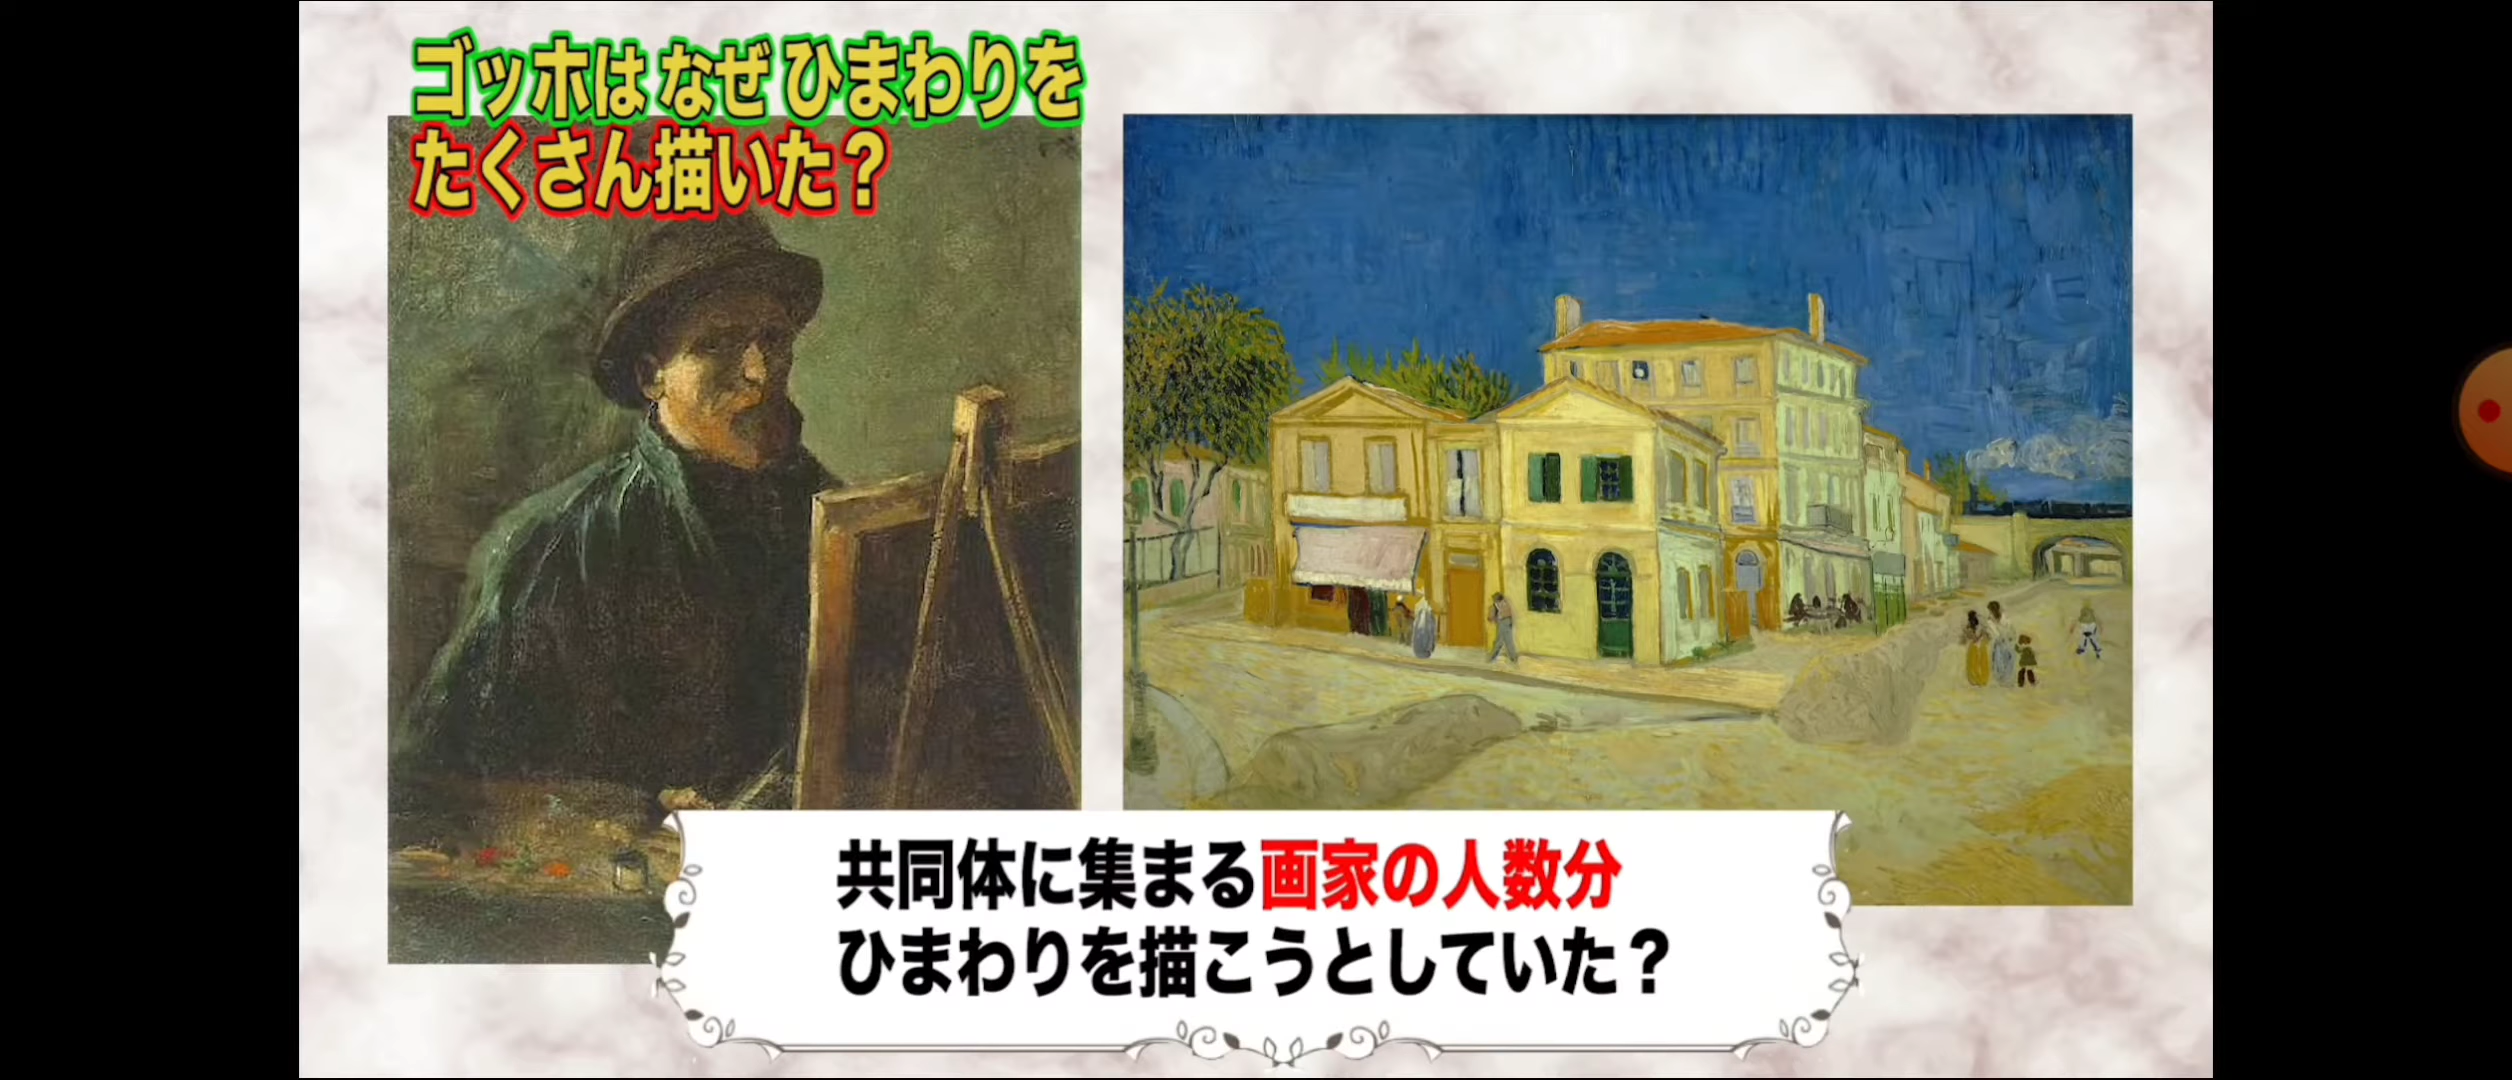 ゴッホは なぜ ひまわりを
たくさん描いた？
共同体に集まる画家の人数分
ひまわりを描こうとしていた？